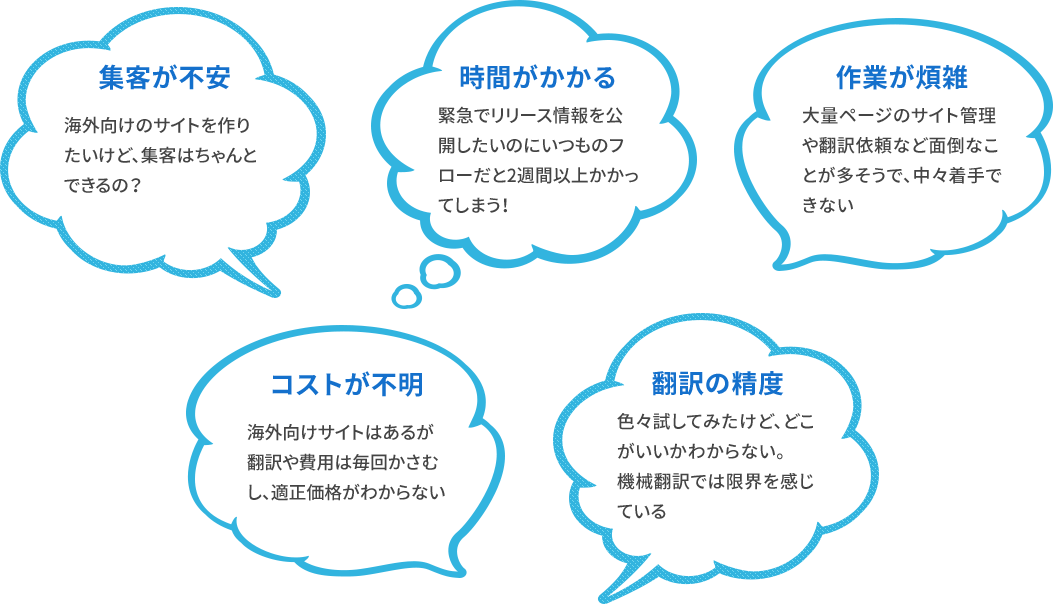 集客が不安
海外向けのサイトを作り
たいけど、集客はちゃんと
できるの？
時間がかかる
緊急でリリース情報を公
開したいのにいつものフ
ローだと2週間以上かかっ
てしまう！
作業が煩雑
大量ページのサイト管理
や翻訳依頼など面倒なこ
とが多そうで、中々着手で
きない
コストが不明
海外向けサイトはあるが
翻訳や費用は毎回かさむ
し、適正価格がわからない
翻訳の精度
色々試してみたけど、どこ
がいいかわからない。
機械翻訳では限界を感じ
ている